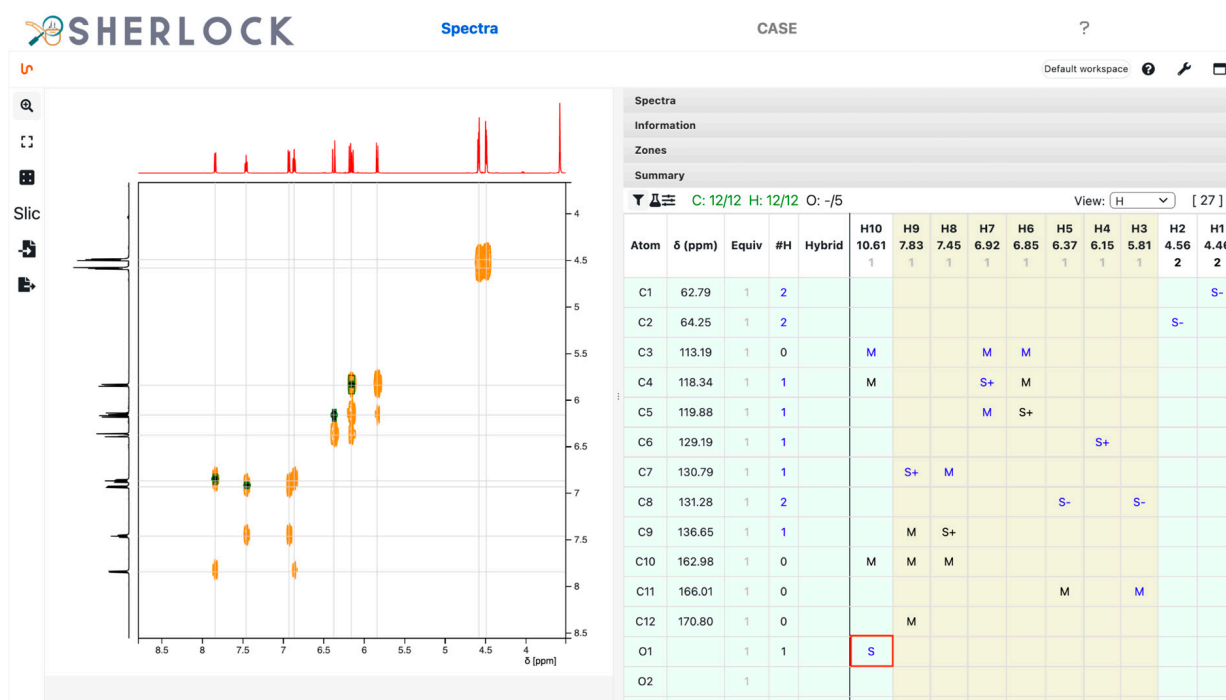 SHERLOCK
Spectra CASE ?
Default workspace
Spectra
Information
Zones
Summary
C: 12/12 H: 12/12 O: -/5 View: H [ 27 ]
Slic
Atom δ (ppm) Equiv #H Hybrid H10 10.61 1 H9 7.83 1 H8 7.45 1 H7 6.92 1 H6 6.85 1 H5 6.37 1 H4 6.15 1 H3 5.81 1 H2 4.56 2 H1 4.46 2
C1 62.79 1 2 S-
C2 64.25 1 2 S-
C3 113.19 1 0 M M M
C4 118.34 1 1 M S+ M
C5 119.88 1 1 M S+
C6 129.19 1 1 S+
C7 130.79 1 1 S+ M
C8 131.28 1 2 S- S-
C9 136.65 1 1 M S+
C10 162.98 1 0 M M M
C11 166.01 1 0 M M
C12 170.80 1 0 M
O1 1 1 S
O2 1
4
4.5
5
5.5
6
6.5
7
7.5
8
8.5
8.5 8 7.5 7 6.5 6 5.5 5 4.5 4
δ [ppm]